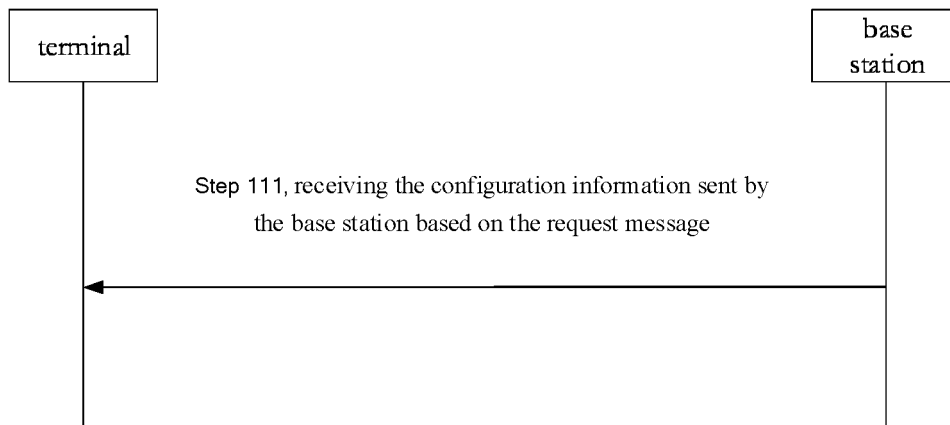 terminal
base
station
Step 111, receiving the configuration information sent by
the base station based on the request message